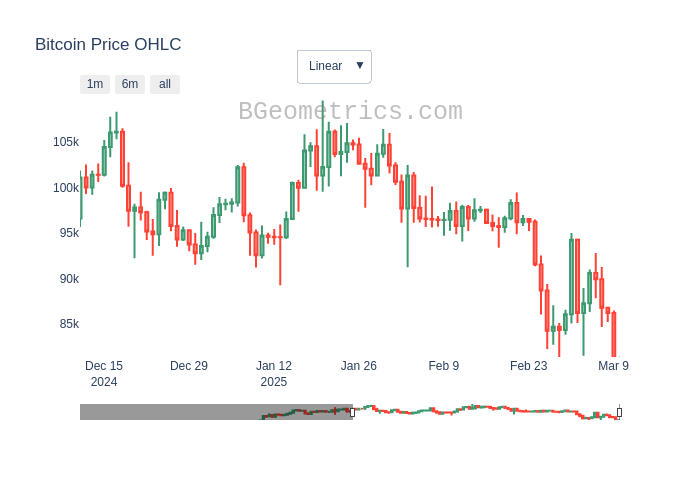 Bitcoin Price OHLC
Linear ▼
1m 6m all
BGeometrics.com
105k
100k
95k
90k
85k
Dec 15 Dec 29 Jan 12 Jan 26 Feb 9 Feb 23 Mar 9
2024 2025